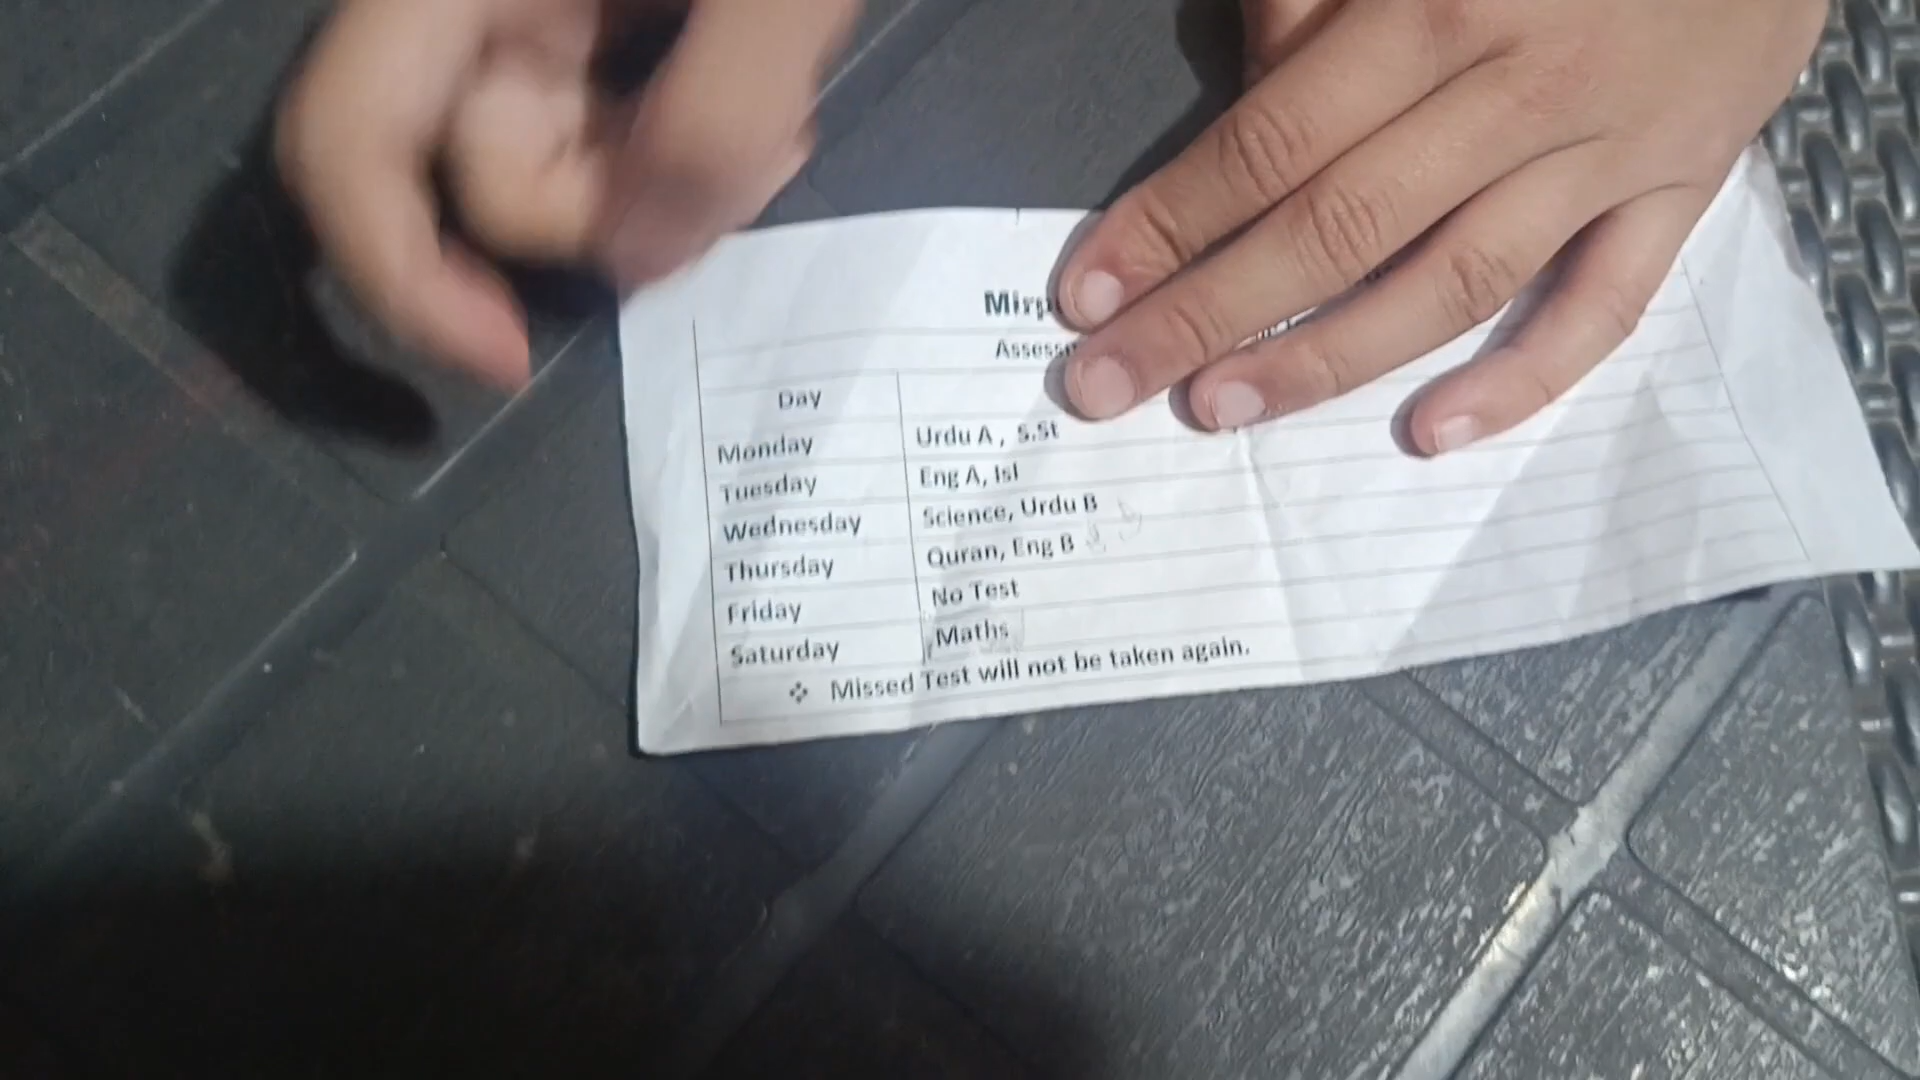 Day
Monday Urdu A, S.St
Tuesday Eng A, Isl
Wednesday Science, Urdu B
Thursday Quran, Eng B
Friday No Test
Saturday Maths
❖ Missed Test will not be taken again.